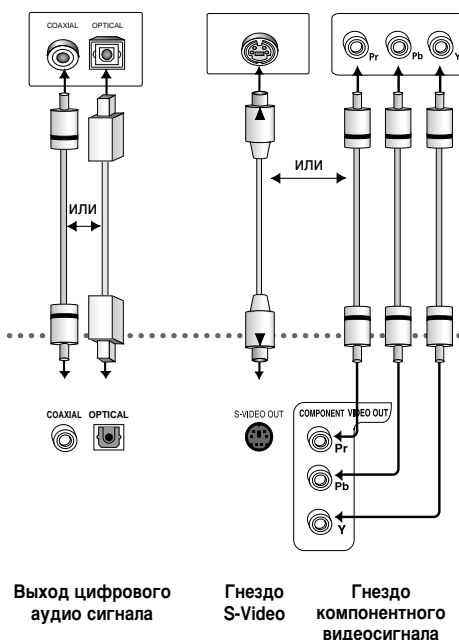 COAXIAL OPTICAL
Pr Pb Y
или
или
COAXIAL OPTICAL
S-VIDEO OUT
COMPONENT VIDEO OUT
Pr
Pb
Y
Выход цифрового
аудио сигнала
Гнездо
S-Video
Гнездо
компонентного
видеосигнала